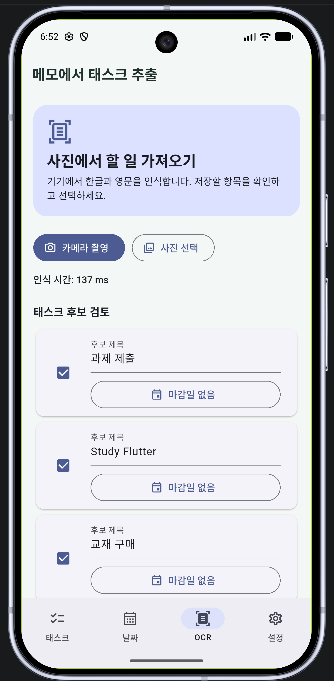 6:52
메모에서 태스크 추출
사진에서 할 일 가져오기
기기에서 한글과 영문을 인식합니다. 저장할 항목을 확인하
고 선택하세요.
카메라 촬영
사진 선택
인식 시간: 137 ms
태스크 후보 검토
후보 제목
과제 제출
마감일 없음
후보 제목
Study Flutter
마감일 없음
후보 제목
교재 구매
마감일 없음
태스크
날짜
OCR
설정